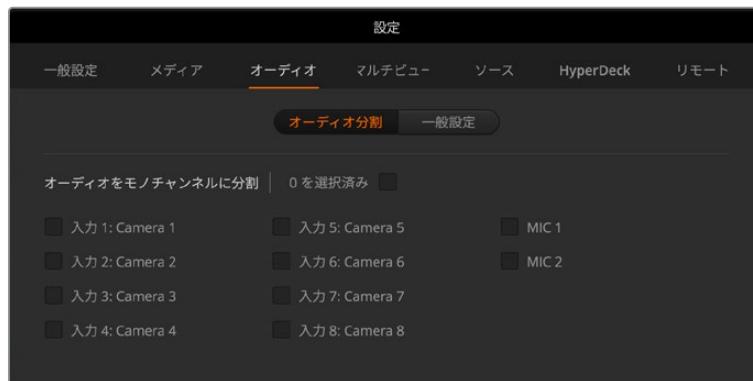 設定
一般設定 メディア オーディオ マルチビュー ソース HyperDeck リモート
オーディオ分割 一般設定
オーディオをモノチャンネルに分割 0 を選択済み
入力 1: Camera 1 入力 5: Camera 5 MIC 1
入力 2: Camera 2 入力 6: Camera 6 MIC 2
入力 3: Camera 3 入力 7: Camera 7
入力 4: Camera 4 入力 8: Camera 8